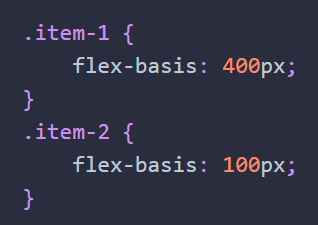 .item-1 {
    flex-basis: 400px;
}
.item-2 {
    flex-basis: 100px;
}